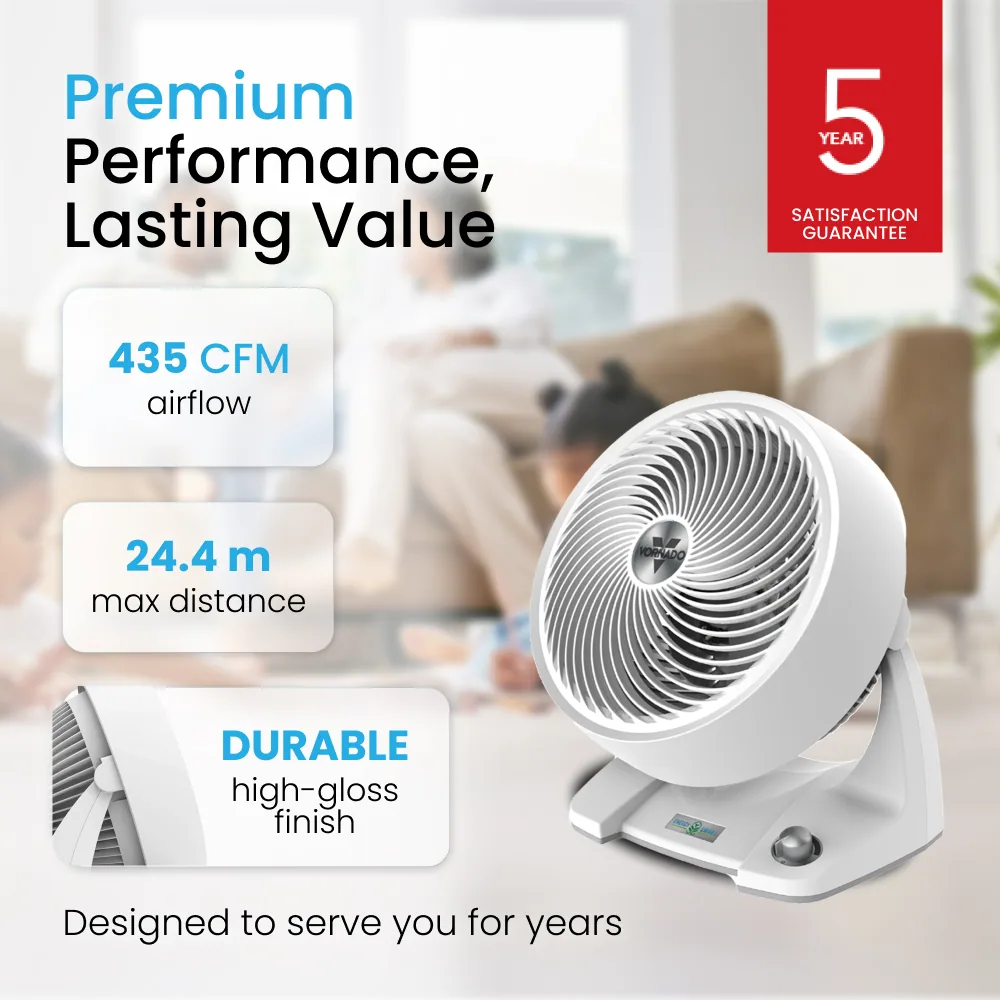 Premium
Performance,
Lasting Value
5
YEAR
SATISFACTION
GUARANTEE
435 CFM
airflow
24.4 m
max distance
VORNADO
DURABLE
high-gloss
finish
Designed to serve you for years